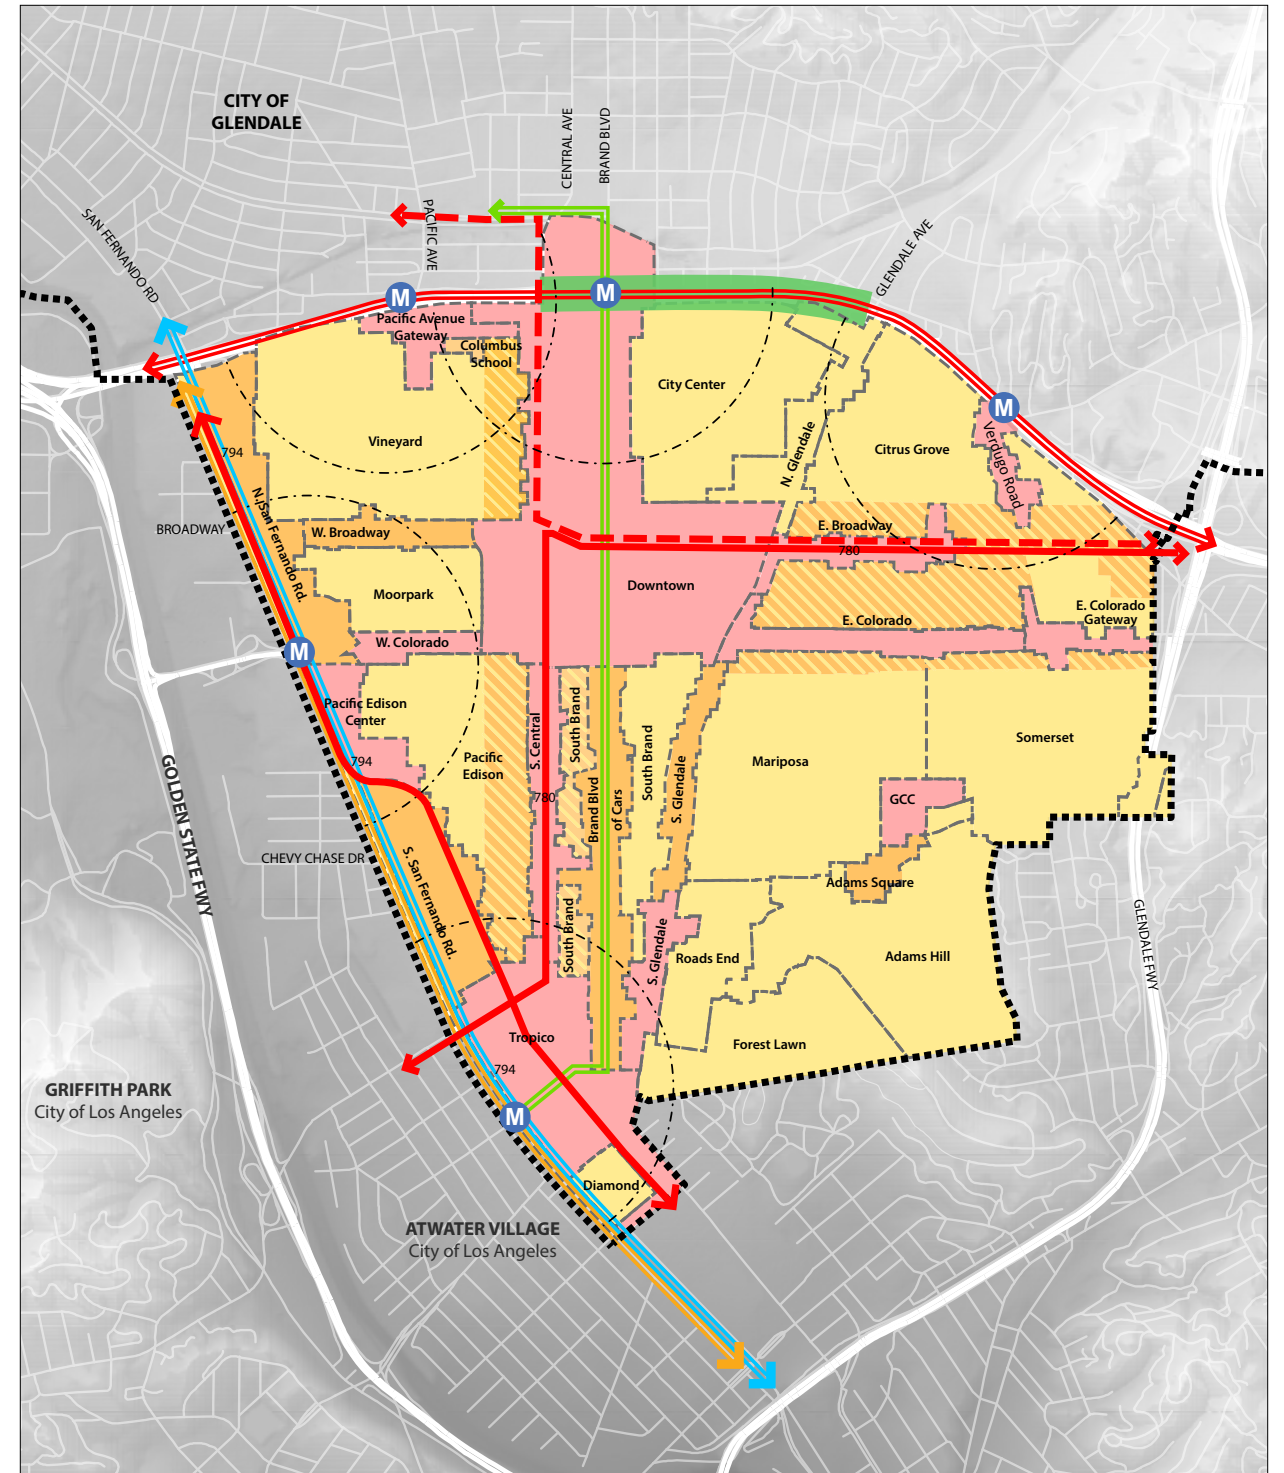 CITY OF
GLENDALE
CENTRAL AVE
BRAND BLVD
SAN FERNANDO RD
PACIFIC AVE
GLENDALE AVE
M
M
Pacific Avenue
Gateway
Columbus
School
City Center
M
Vineyard
Citrus Grove
N. Glendale
Verdugo Road
794
N. San Fernando Rd.
BROADWAY
W. Broadway
E. Broadway
780
Downtown
Moorpark
E. Colorado
E. Colorado
Gateway
W. Colorado
M
Pacific Edison
Center
S. Central
South Brand
South Brand
S. Glendale
Somerset
Mariposa
Pacific
Edison
794
780
Brand Blvd
of Cars
GCC
GOLDEN STATE FWY
CHEVY CHASE DR
S. San Fernando Rd.
Adams Square
South Brand
S. Glendale
Roads End
Adams Hill
GLENDALE FWY
Tropico
Forest Lawn
794
GRIFFITH PARK
City of Los Angeles
M
Diamond
ATWATER VILLAGE
City of Los Angeles